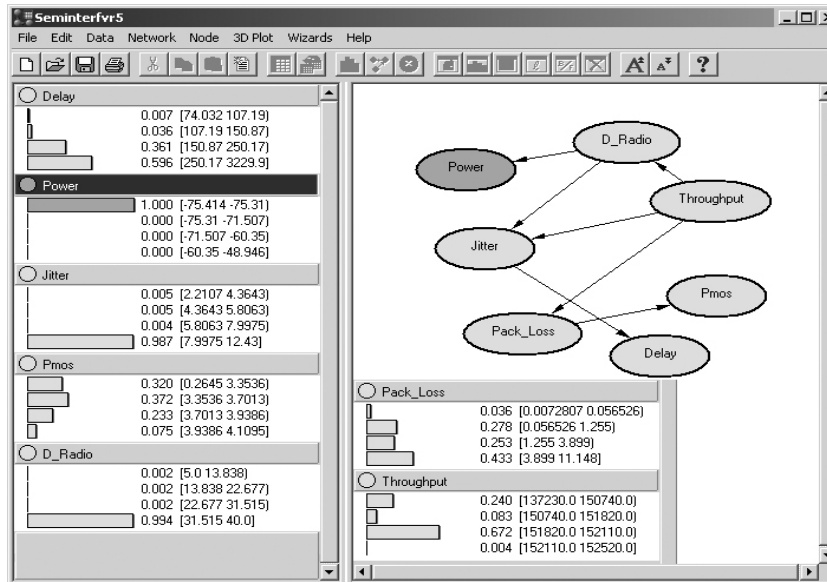 Seminterfvr5
File Edit Data Network Node 3D Plot Wizards Help
Delay
0.007 [74.032 107.19)
0.036 [107.19 150.87)
0.361 [150.87 250.17)
0.596 [250.17 3229.9]
Power
1.000 [-75.414 -75.31)
0.000 [-75.31 -71.507)
0.000 [-71.507 -60.35)
0.000 [-60.35 -48.946]
Jitter
0.005 [2.2107 4.3643)
0.005 [4.3643 5.8063)
0.004 [5.8063 7.9975)
0.987 [7.9975 12.43]
Pmos
0.320 [0.2645 3.3536)
0.372 [3.3536 3.7013)
0.233 [3.7013 3.9386)
0.075 [3.9386 4.1095]
D_Radio
0.002 [5.0 13.838)
0.002 [13.838 22.677)
0.002 [22.677 31.515)
0.994 [31.515 40.0]
D_Radio
Power
Throughput
Jitter
Pmos
Pack_Loss
Delay
Pack_Loss
0.036 [0.0072807 0.056526)
0.278 [0.056526 1.255)
0.253 [1.255 3.899)
0.433 [3.899 11.148]
Throughput
0.240 [137230.0 150740.0)
0.083 [150740.0 151820.0)
0.672 [151820.0 152110.0)
0.004 [152110.0 152520.0]